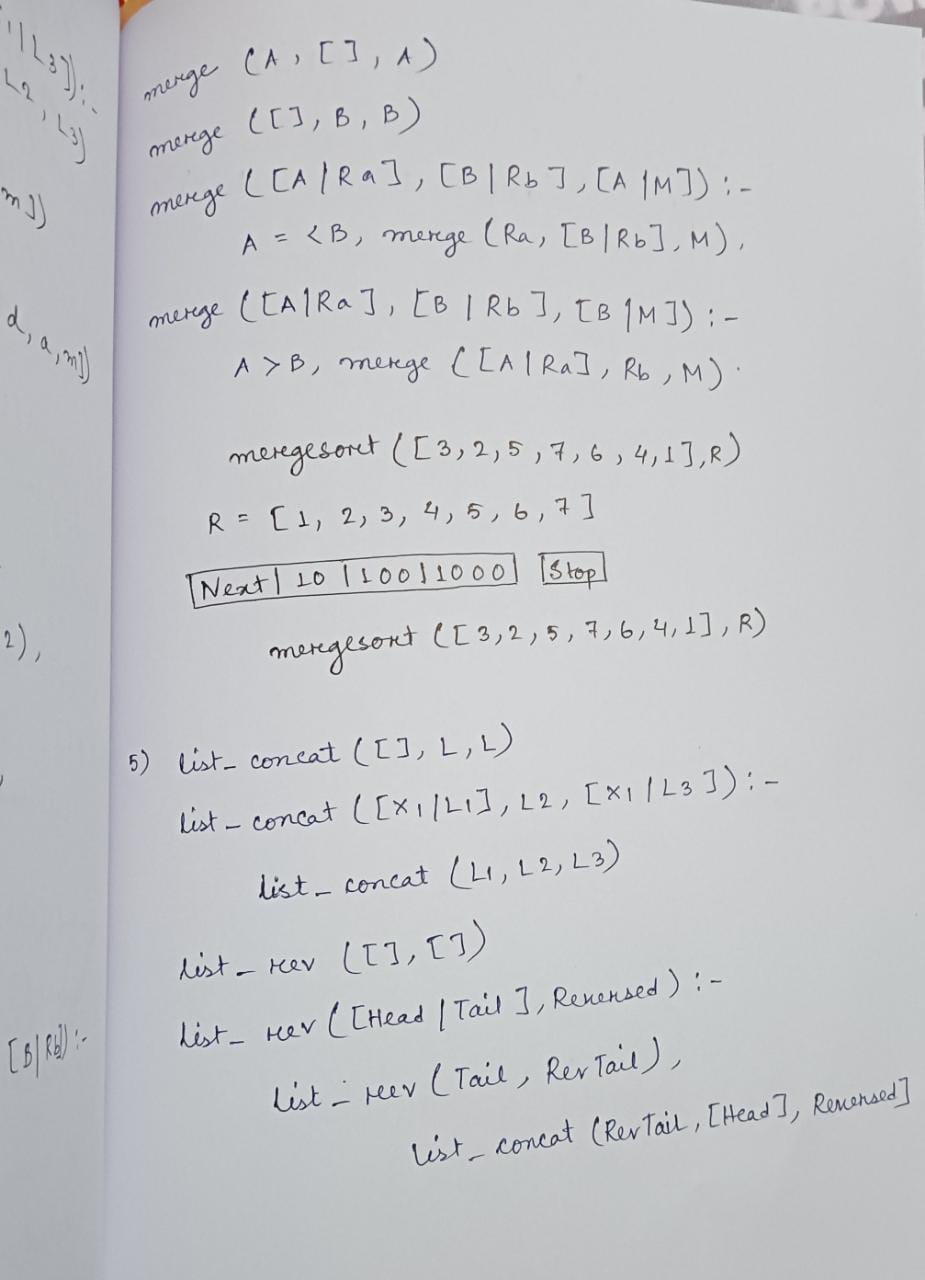 merge (A, [], A)
merge ([], B, B)
merge ([A|Ra], [B|Rb], [A|M]) :-
A = <B, merge (Ra, [B|Rb], M),
merge ([A|Ra], [B|Rb], [B|M]) :-
A > B, merge ([A|Ra], Rb, M).
meregesoret ([3,2,5,7,6,4,1],R)
R = [1, 2, 3, 4, 5, 6, 7]
Next | 10 | 100 | 1000 Stop
meregesort ([3,2,5,7,6,4,1], R)
5) list_concat ([], L, L)
list_concat ([X1|L1], L2, [X1|L3]) :-
list_concat (L1, L2, L3)
list_rev ([], [])
list_rev ([Head | Tail], Reversed) :-
list_rev (Tail, RevTail),
list_concat (RevTail, [Head], Reversed]
|L3]):-
L2, L3)
m])
d, a, m])
2),
[B|Rb]) :-